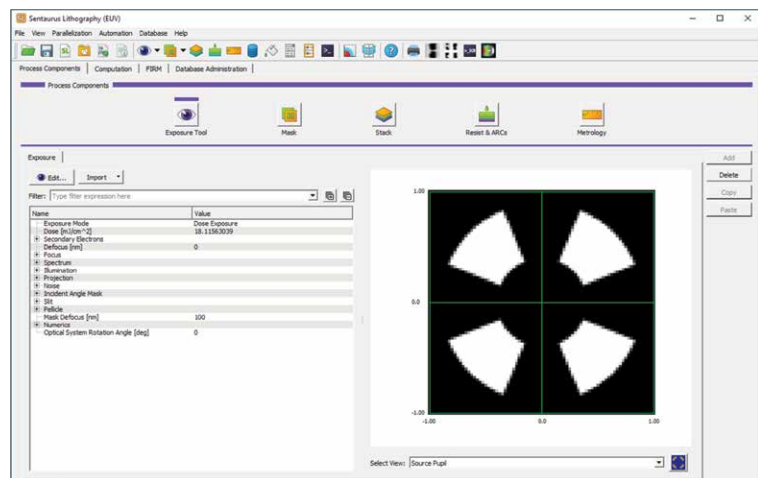 Sentaurus Lithography (EUV)
File View Parallelization Automation Database Help
Process Components Computation FIRM Database Administration
Process Components
Exposure Tool Mask Stack Resist & ARCs Metrology
Exposure
Add
Edit... Import
Delete
Filter: Type filter expression here
Copy
Paste
Name Value
Exposure Mode Dose Exposure
Dose [mJ/cm^2] 18.11563039
Secondary Electrons
Defocus [nm] 0
Focus
Spectrum
Illumination
Projection
Noise
Incident Angle Mask
Slit
Pellicle
Mask Defocus [nm] 100
Numerics
Optical System Rotation Angle [deg] 0
1.00
0.0
-1.00
-1.00 0.0 1.00
Select View: Source Pupil